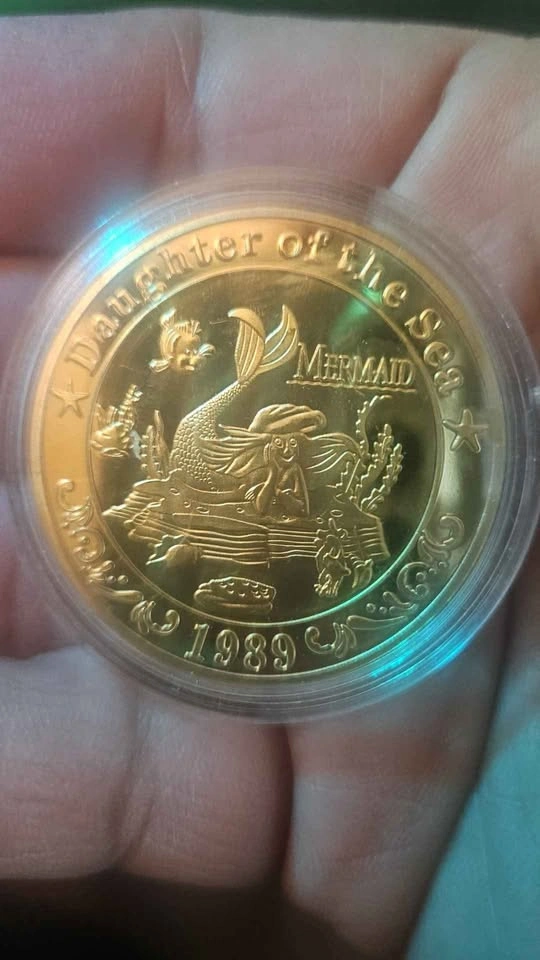 Daughter of the Sea
MERMAID
1989